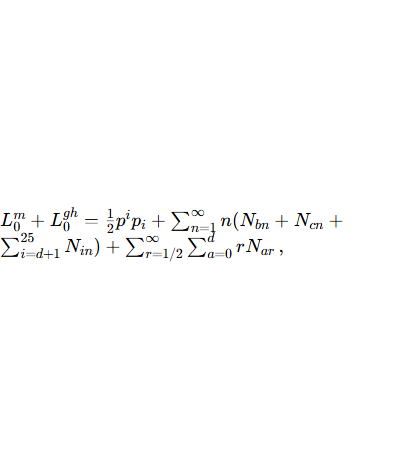 $L_0^m + L_0^{gh} = \frac{1}{2} p^i p_i + \sum_{n=1}^{\infty} n(N_{bn} + N_{cn} +$
$\sum_{i=d+1}^{25} N_{in}) + \sum_{r=1/2}^{\infty} \sum_{a=0}^{d} r N_{ar} \, ,$